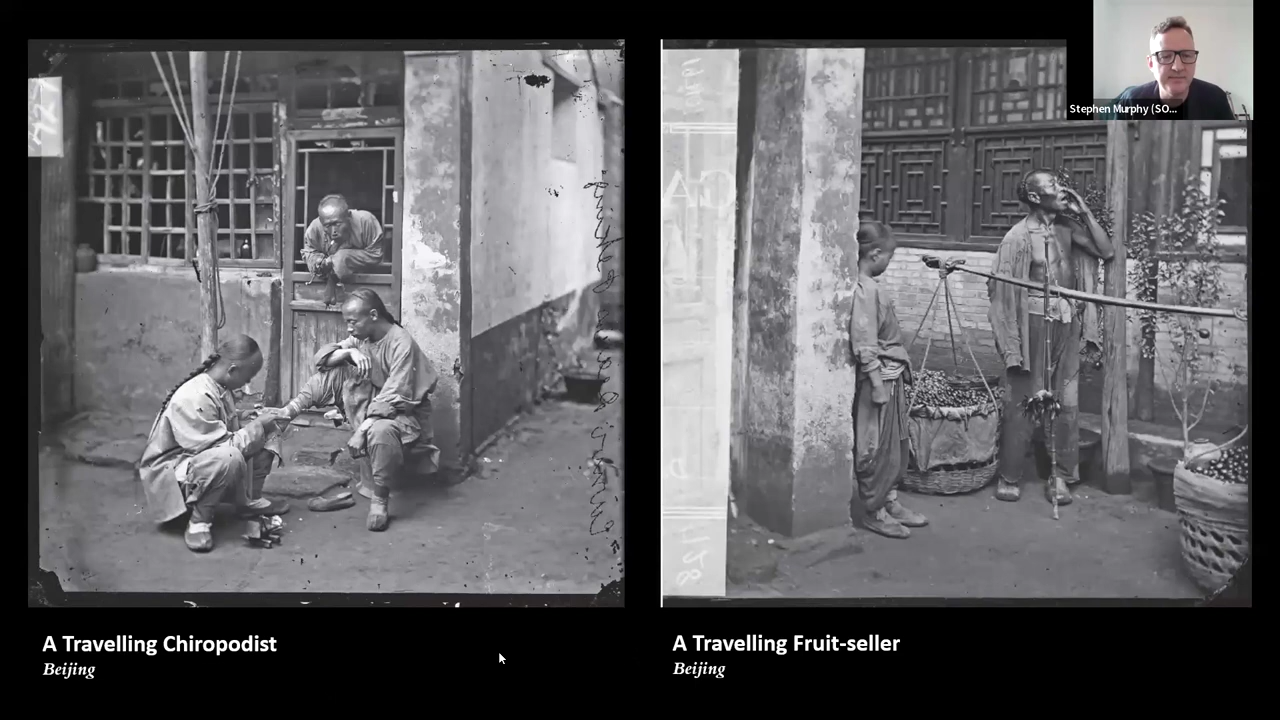 Stephen Murphy (SO...
A Travelling Chiropodist
Beijing
A Travelling Fruit-seller
Beijing